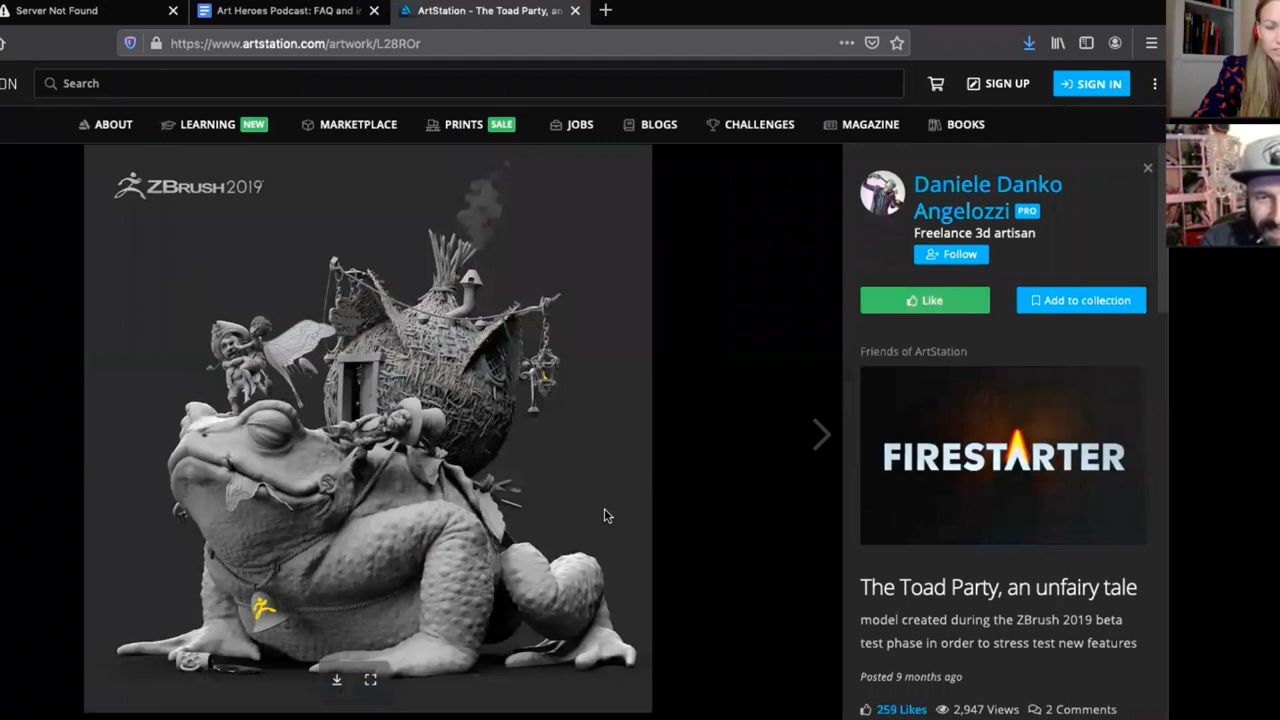 Server Not Found
Art Heroes Podcast: FAQ and i
ArtStation - The Toad Party, an
https://www.artstation.com/artwork/L28ROr
ON
Search
SIGN UP
SIGN IN
ABOUT
LEARNING NEW
MARKETPLACE
PRINTS SALE
JOBS
BLOGS
CHALLENGES
MAGAZINE
BOOKS
ZBRUSH2019
Daniele Danko
Angelozzi PRO
Freelance 3d artisan
Follow
Like
Add to collection
Friends of ArtStation
FIRESTARTER
The Toad Party, an unfairy tale
model created during the ZBrush 2019 beta
test phase in order to stress test new features
Posted 9 months ago
259 Likes 2,947 Views 2 Comments